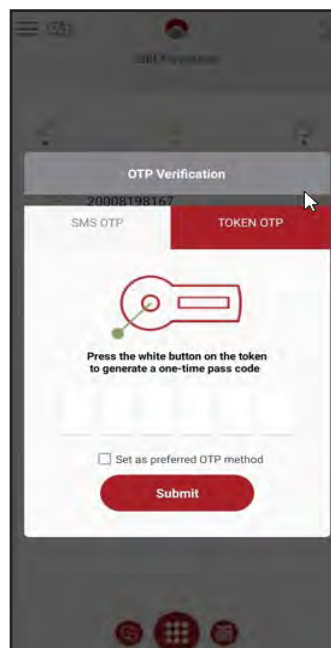 OTP Verification
20008198167
SMS OTP
TOKEN OTP
Press the white button on the token
to generate a one-time pass code
Set as preferred OTP method
Submit